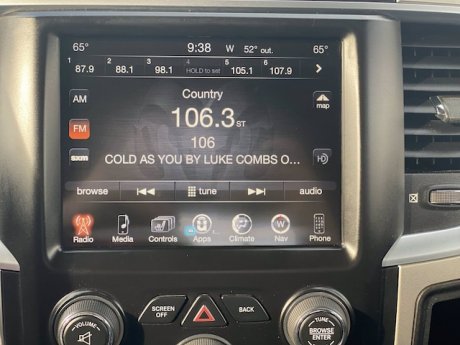 65° 9:38 W 52° out. 65°
1 2 3 4 5 6
87.9 88.1 98.1 HOLD to set 105.1 107.9
AM
Country
map
FM
106.3 ST
106
sxm
COLD AS YOU BY LUKE COMBS O...
HD
browse tune audio
Radio Media Controls Apps Climate Nav Phone
W
VOLUME
SCREEN OFF
BACK
TUNE
BROWSE
ENTER